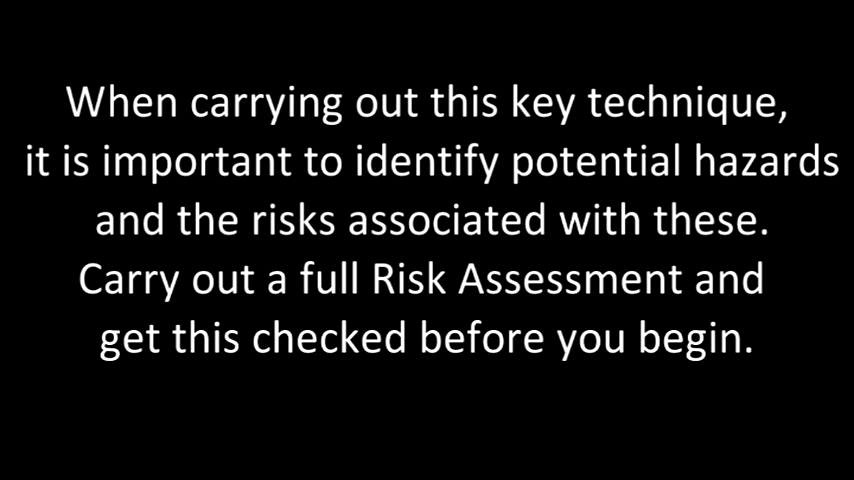 When carrying out this key technique,
it is important to identify potential hazards
and the risks associated with these.
Carry out a full Risk Assessment and
get this checked before you begin.